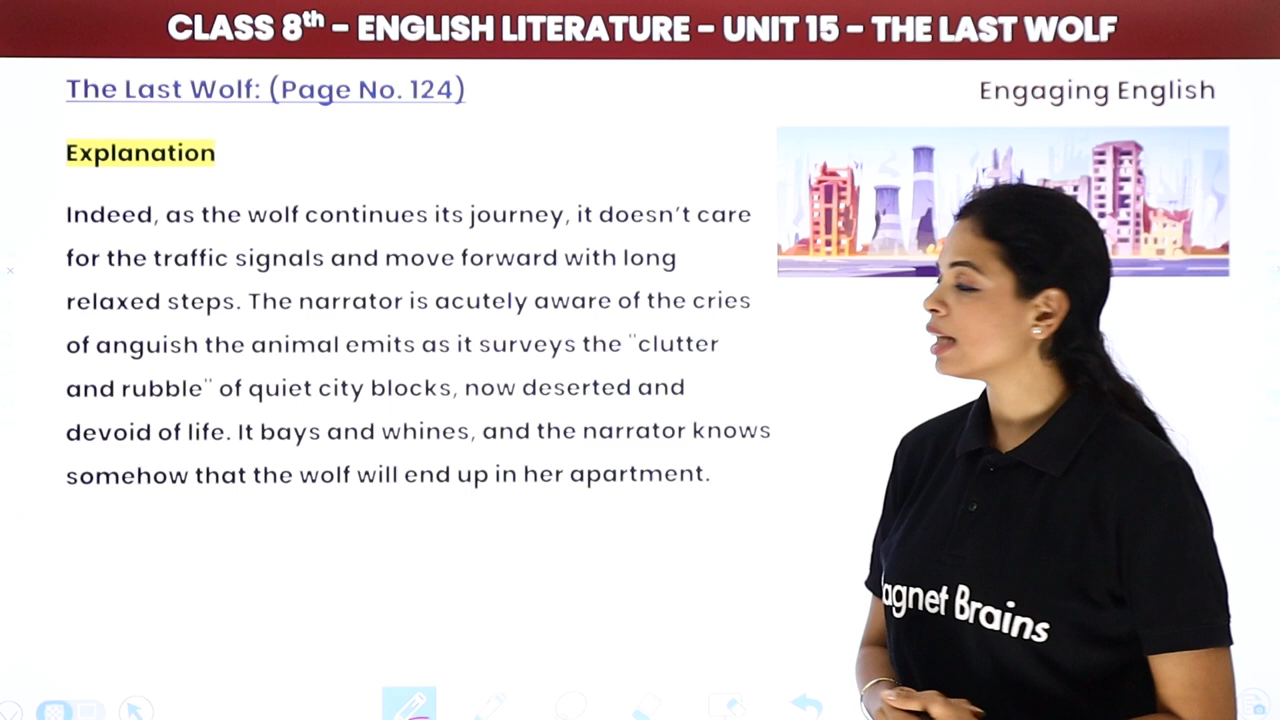 CLASS 8th - ENGLISH LITERATURE - UNIT 15 - THE LAST WOLF
The Last Wolf: (Page No. 124)
Engaging English
Explanation
Indeed, as the wolf continues its journey, it doesn't care
for the traffic signals and move forward with long
relaxed steps. The narrator is acutely aware of the cries
of anguish the animal emits as it surveys the "clutter
and rubble" of quiet city blocks, now deserted and
devoid of life. It bays and whines, and the narrator knows
somehow that the wolf will end up in her apartment.
agnet Brains